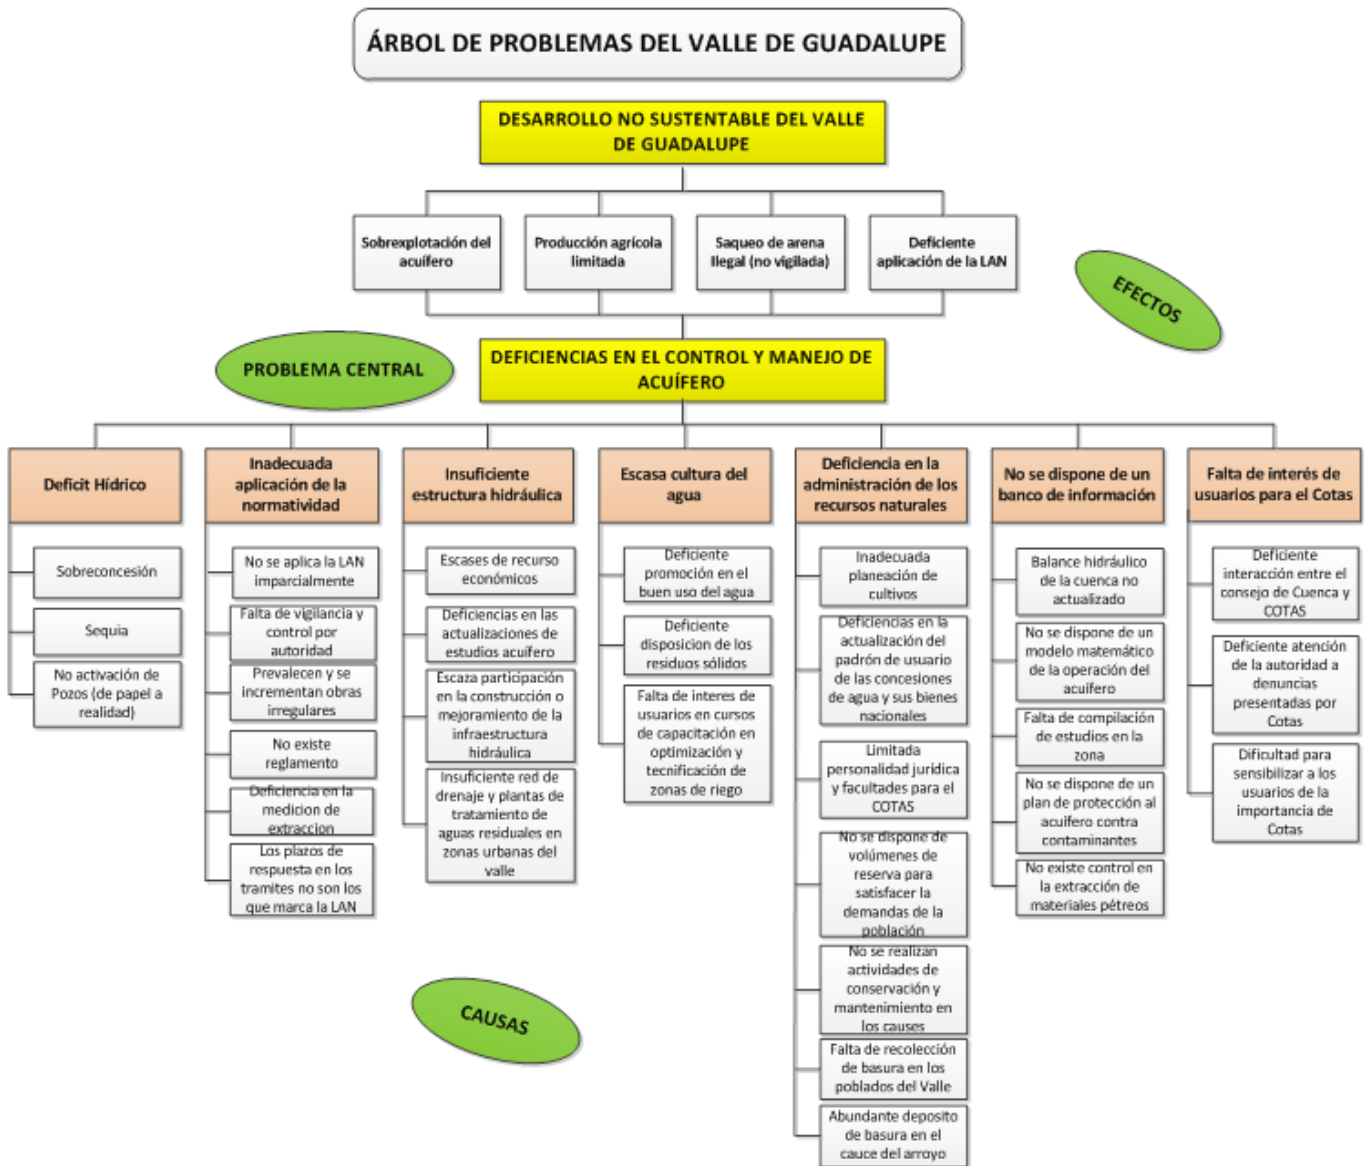 ÁRBOL DE PROBLEMAS DEL VALLE DE GUADALUPE
DESARROLLO NO SUSTENTABLE DEL VALLE
DE GUADALUPE
Sobrexplotación del
acuífero
Producción agrícola
limitada
Saqueo de arena
Ilegal (no vigilada)
Deficiente
aplicación de la LAN
EFECTOS
PROBLEMA CENTRAL
DEFICIENCIAS EN EL CONTROL Y MANEJO DE
ACUÍFERO
Deficit Hídrico
Sobreconcesión
Sequia
No activación de
Pozos (de papel a
realidad)
Inadecuada
aplicación de la
normatividad
No se aplica la LAN
imparcialmente
Falta de vigilancia y
control por
autoridad
Prevalecen y se
incrementan obras
irregulares
No existe
reglamento
Deficiencia en la
medicion de
extraccion
Los plazos de
respuesta en los
tramites no son los
que marca la LAN
Insuficiente
estructura hidráulica
Escases de recurso
económicos
Deficiencias en las
actualizaciones de
estudios acuífero
Escaza participación
en la construcción o
mejoramiento de la
infraestructura
hidráulica
Insuficiente red de
drenaje y plantas de
tratamiento de
aguas residuales en
zonas urbanas del
valle
Escasa cultura del
agua
Deficiente
promoción en el
buen uso del agua
Deficiente
disposicion de los
residuos sólidos
Falta de interes de
usuarios en cursos
de capacitación en
optimización y
tecnificación de
zonas de riego
Deficiencia en la
administración de los
recursos naturales
Inadecuada
planeación de
cultivos
Deficiencias en la
actualización del
padrón de usuario
de las concesiones
de agua y sus bienes
nacionales
Limitada
personalidad jurídica
y facultades para el
COTAS
No se dispone de
volúmenes de
reserva para
satisfacer la
demandas de la
población
No se realizan
actividades de
conservación y
mantenimiento en
los causes
Falta de recolección
de basura en los
poblados del Valle
Abundante deposito
de basura en el
cauce del arroyo
No se dispone de un
banco de información
Balance hidráulico
de la cuenca no
actualizado
No se dispone de un
modelo matemático
de la operación del
acuífero
Falta de compilación
de estudios en la
zona
No se dispone de un
plan de protección al
acuífero contra
contaminantes
No existe control en
la extracción de
materiales pétreos
Falta de interés de
usuarios para el Cotas
Deficiente
interacción entre el
consejo de Cuenca y
COTAS
Deficiente atención
de la autoridad a
denuncias
presentadas por
Cotas
Dificultad para
sensibilizar a los
usuarios de la
importancia de
Cotas
CAUSAS